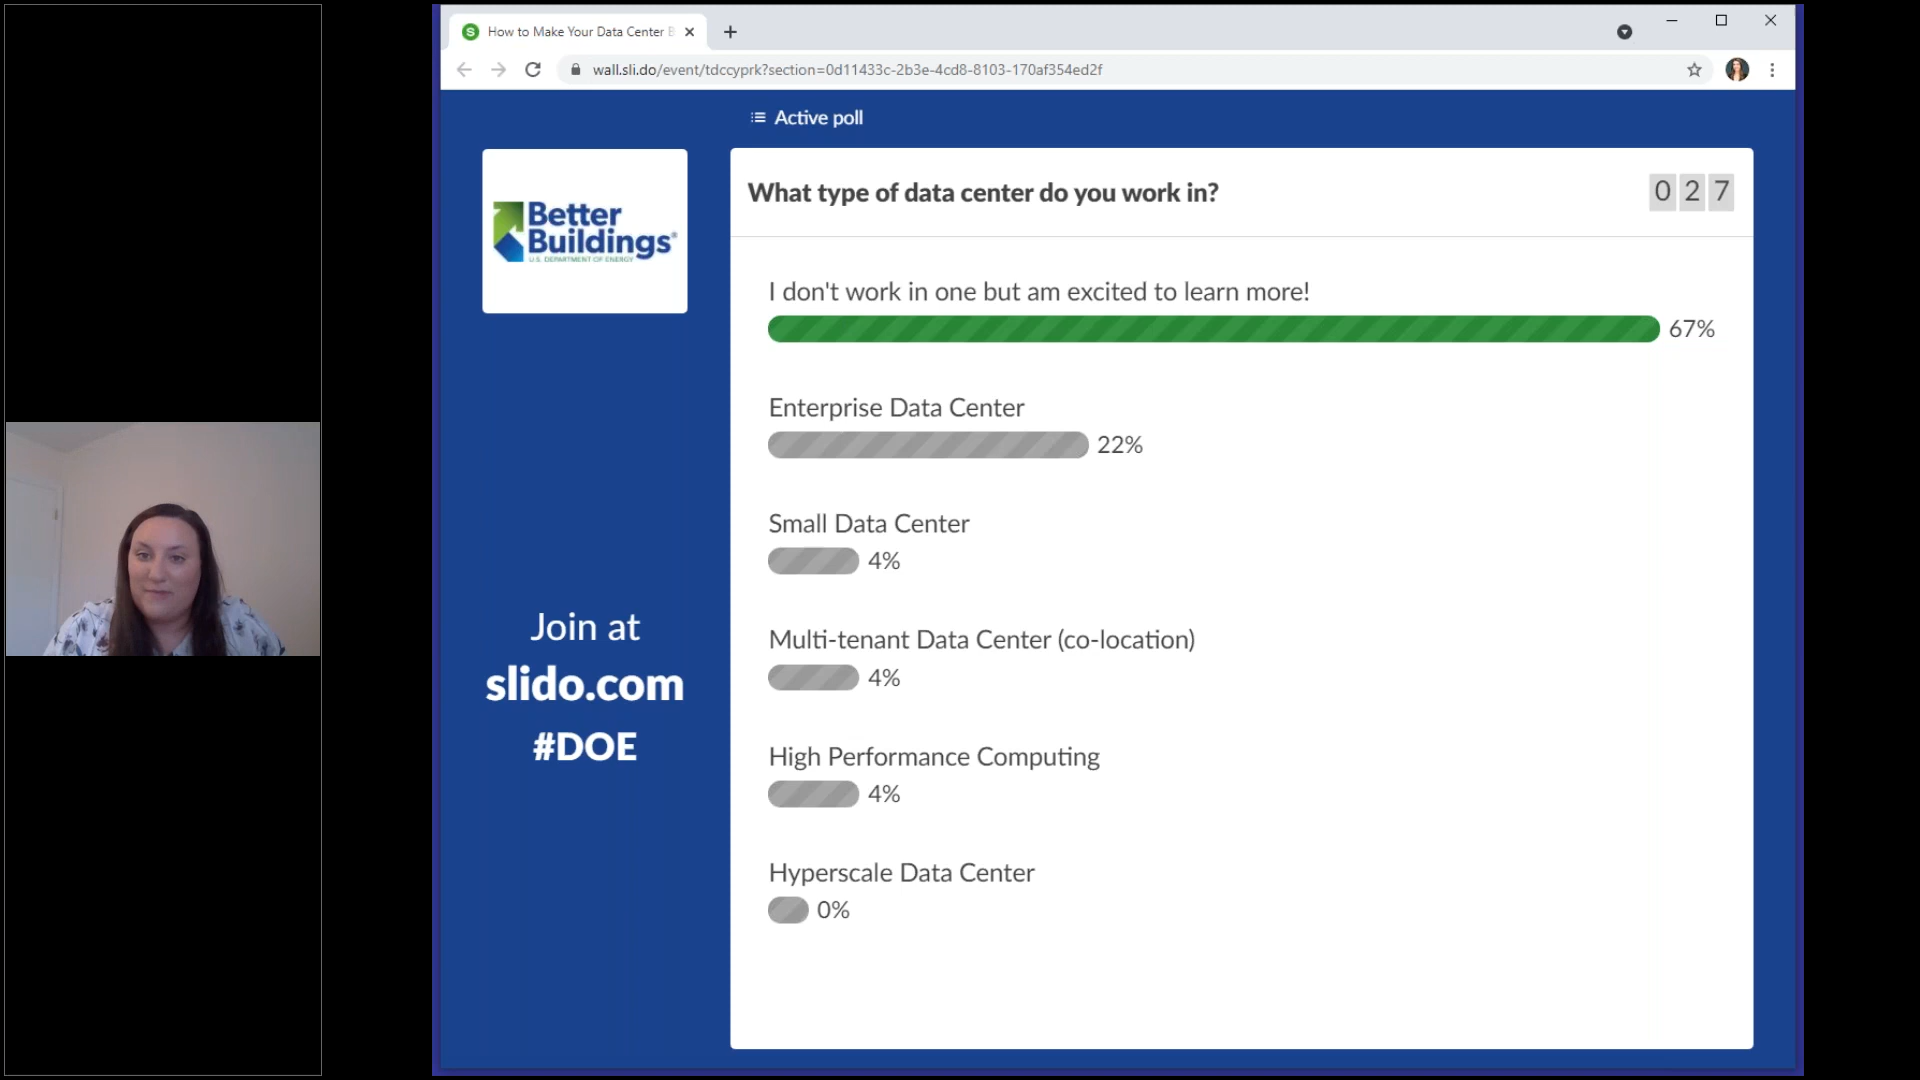 How to Make Your Data Center
wall.sli.do/event/tdccyprk?section=0d11433c-2b3e-4cd8-8103-170af354ed2f
Active poll
Better
Buildings®
U.S. DEPARTMENT OF ENERGY
Join at
slido.com
#DOE
What type of data center do you work in?
027
I don't work in one but am excited to learn more!
67%
Enterprise Data Center
22%
Small Data Center
4%
Multi-tenant Data Center (co-location)
4%
High Performance Computing
4%
Hyperscale Data Center
0%